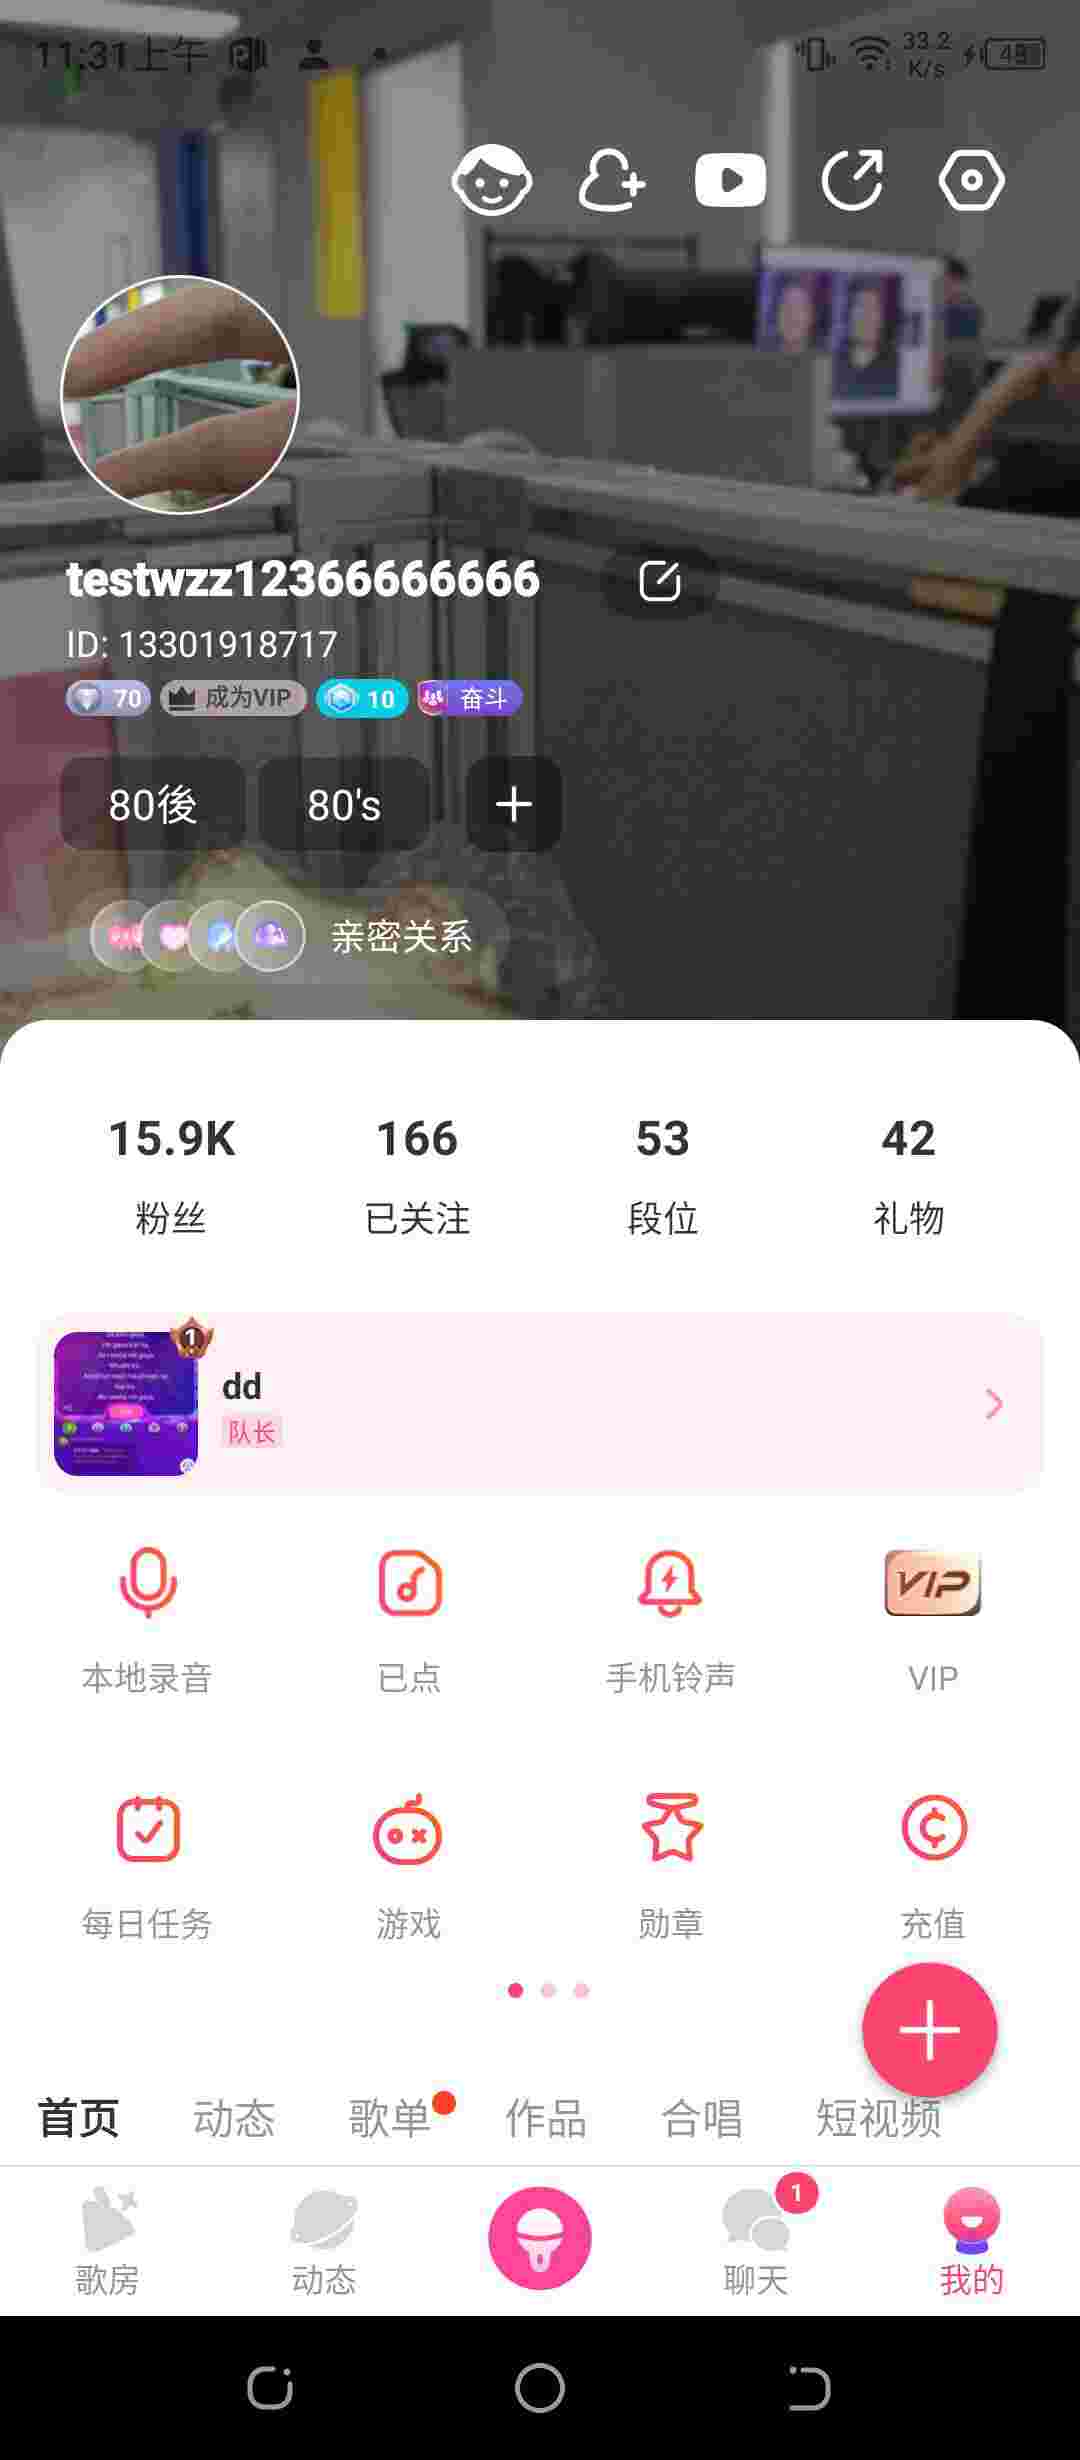 11:31上午
33.2
K/s
testwzz12366666666
ID: 13301918717
70
成为VIP
10
奋斗
80後
80's
亲密关系
15.9K
166
53
42
粉丝
已关注
段位
礼物
1
dd
队长
本地录音
已点
手机铃声
VIP
VIP
每日任务
游戏
勋章
充值
首页
动态
歌单
作品
合唱
短视频
1
歌房
动态
聊天
我的